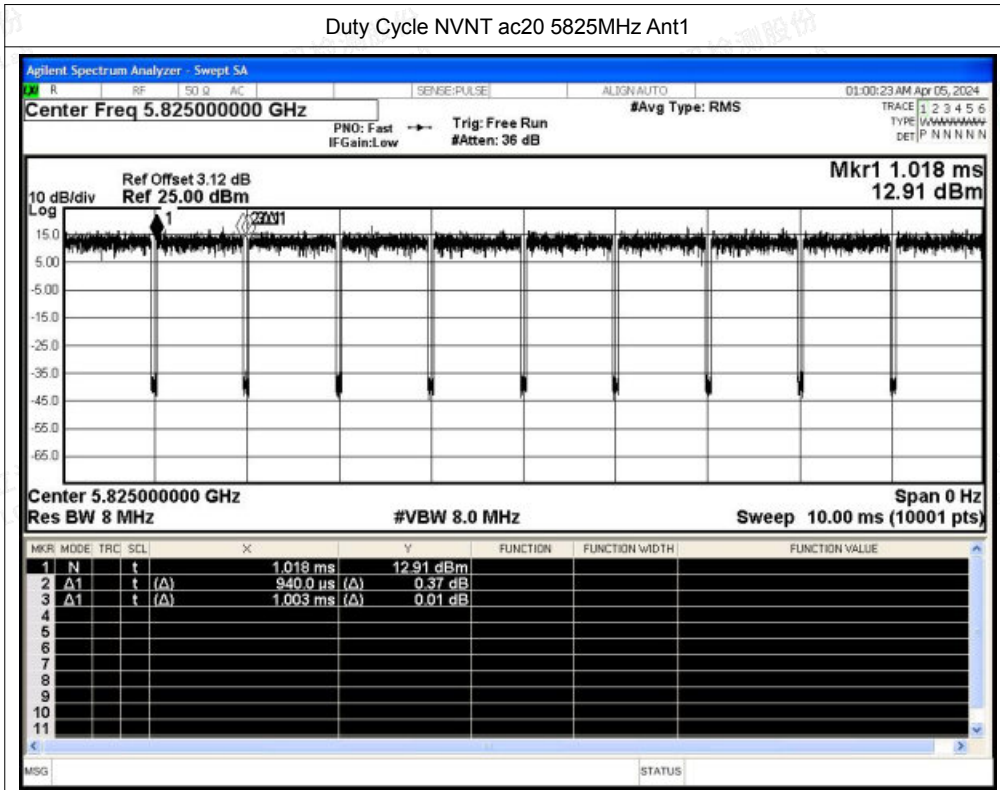 Duty Cycle NVNT ac20 5825MHz Ant1
Agilent Spectrum Analyzer - Swept SA
R RF 50 Ω AC SENSE:PULSE ALIGNAUTO 01:00:23 AM Apr 05, 2024
Center Freq 5.825000000 GHz #Avg Type: RMS TRACE 1 2 3 4 5 6
PNO: Fast Trig: Free Run TYPE
IFGain:Low #Atten: 36 dB DET P N N N N N
Mkr1 1.018 ms
Ref Offset 3.12 dB
10 dB/div Ref 25.00 dBm 12.91 dBm
Log
1
15.0
5.00
-5.00
-15.0
-25.0
-35.0
-45.0
-55.0
-65.0
Center 5.825000000 GHz Span 0 Hz
Res BW 8 MHz #VBW 8.0 MHz Sweep 10.00 ms (10001 pts)
MKR MODE TRC SCL X Y FUNCTION FUNCTION WIDTH FUNCTION VALUE
1 N t 1.018 ms 12.91 dBm
2 Δ1 t (Δ) 940.0 µs (Δ) 0.37 dB
3 Δ1 t (Δ) 1.003 ms (Δ) 0.01 dB
4
5
6
7
8
9
10
11
MSG STATUS